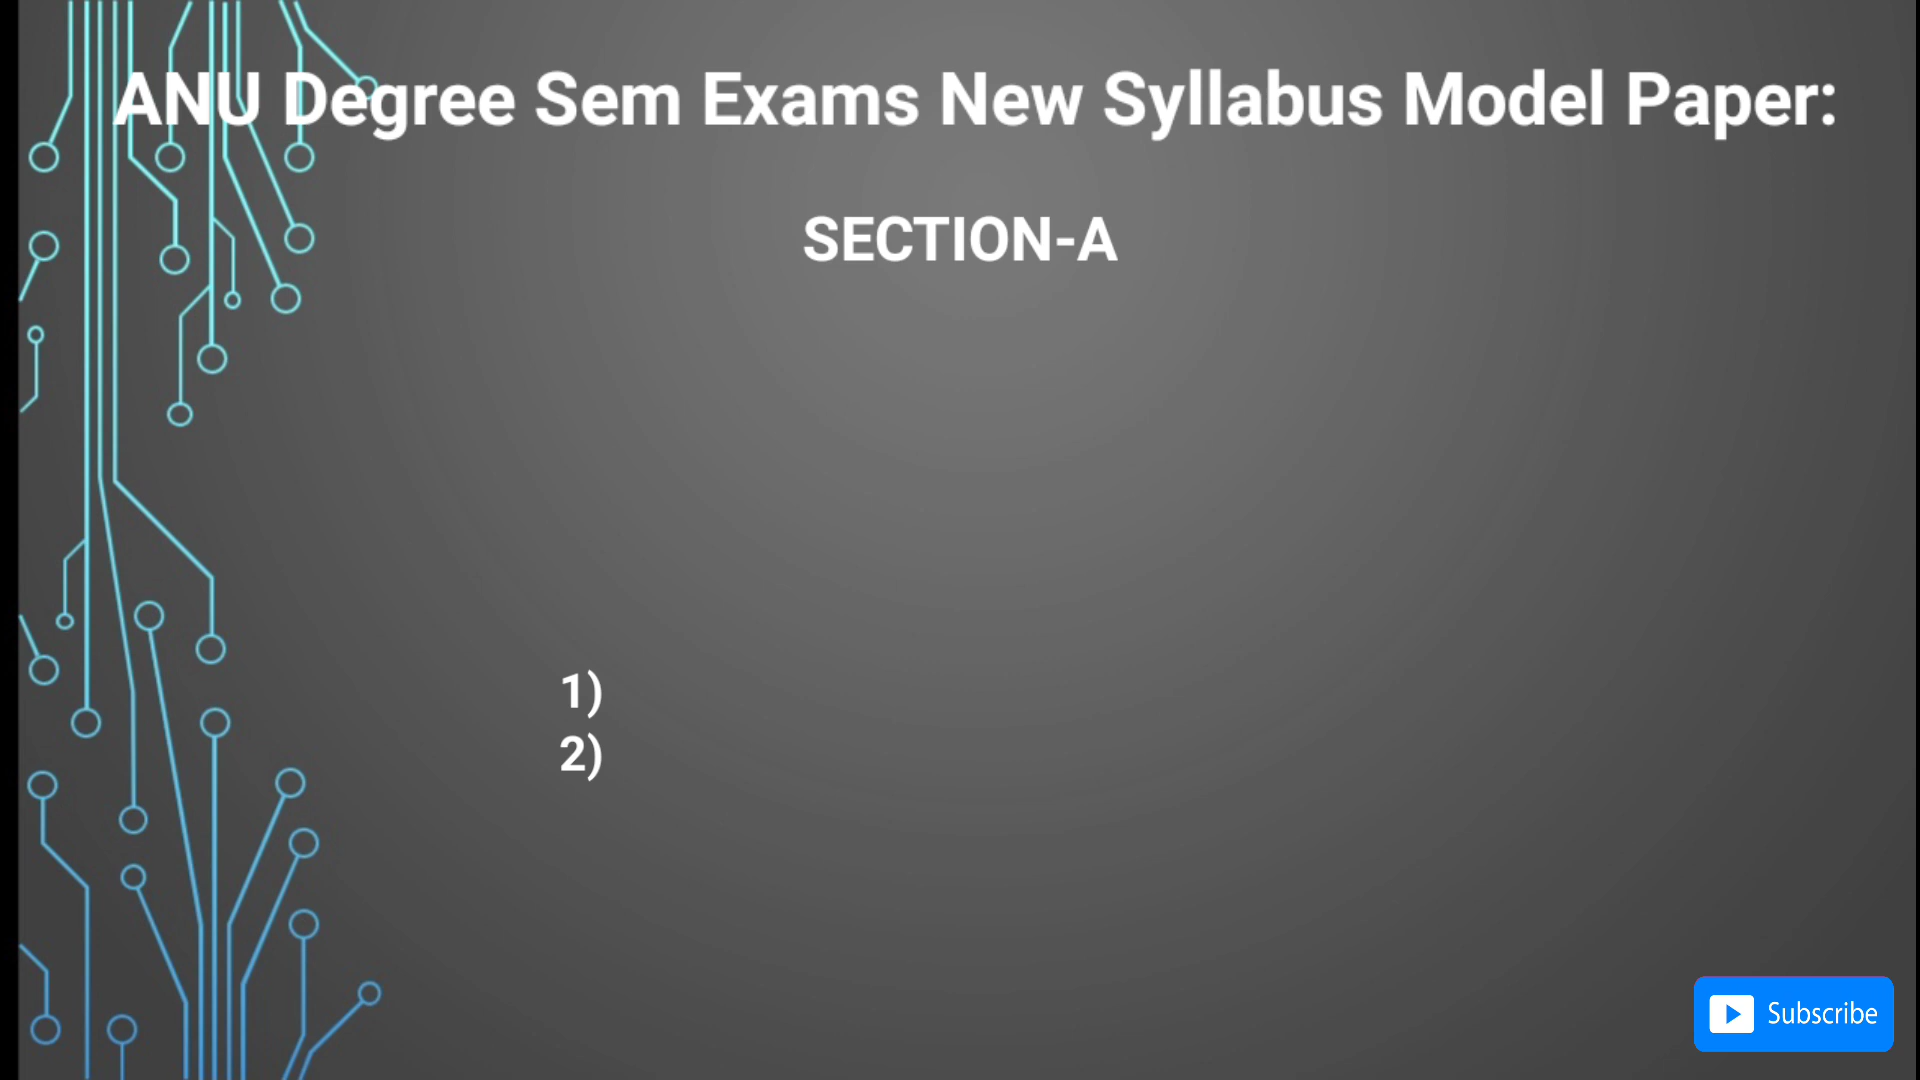 ANU Degree Sem Exams New Syllabus Model Paper:
SECTION-A
1)
2)
Subscribe